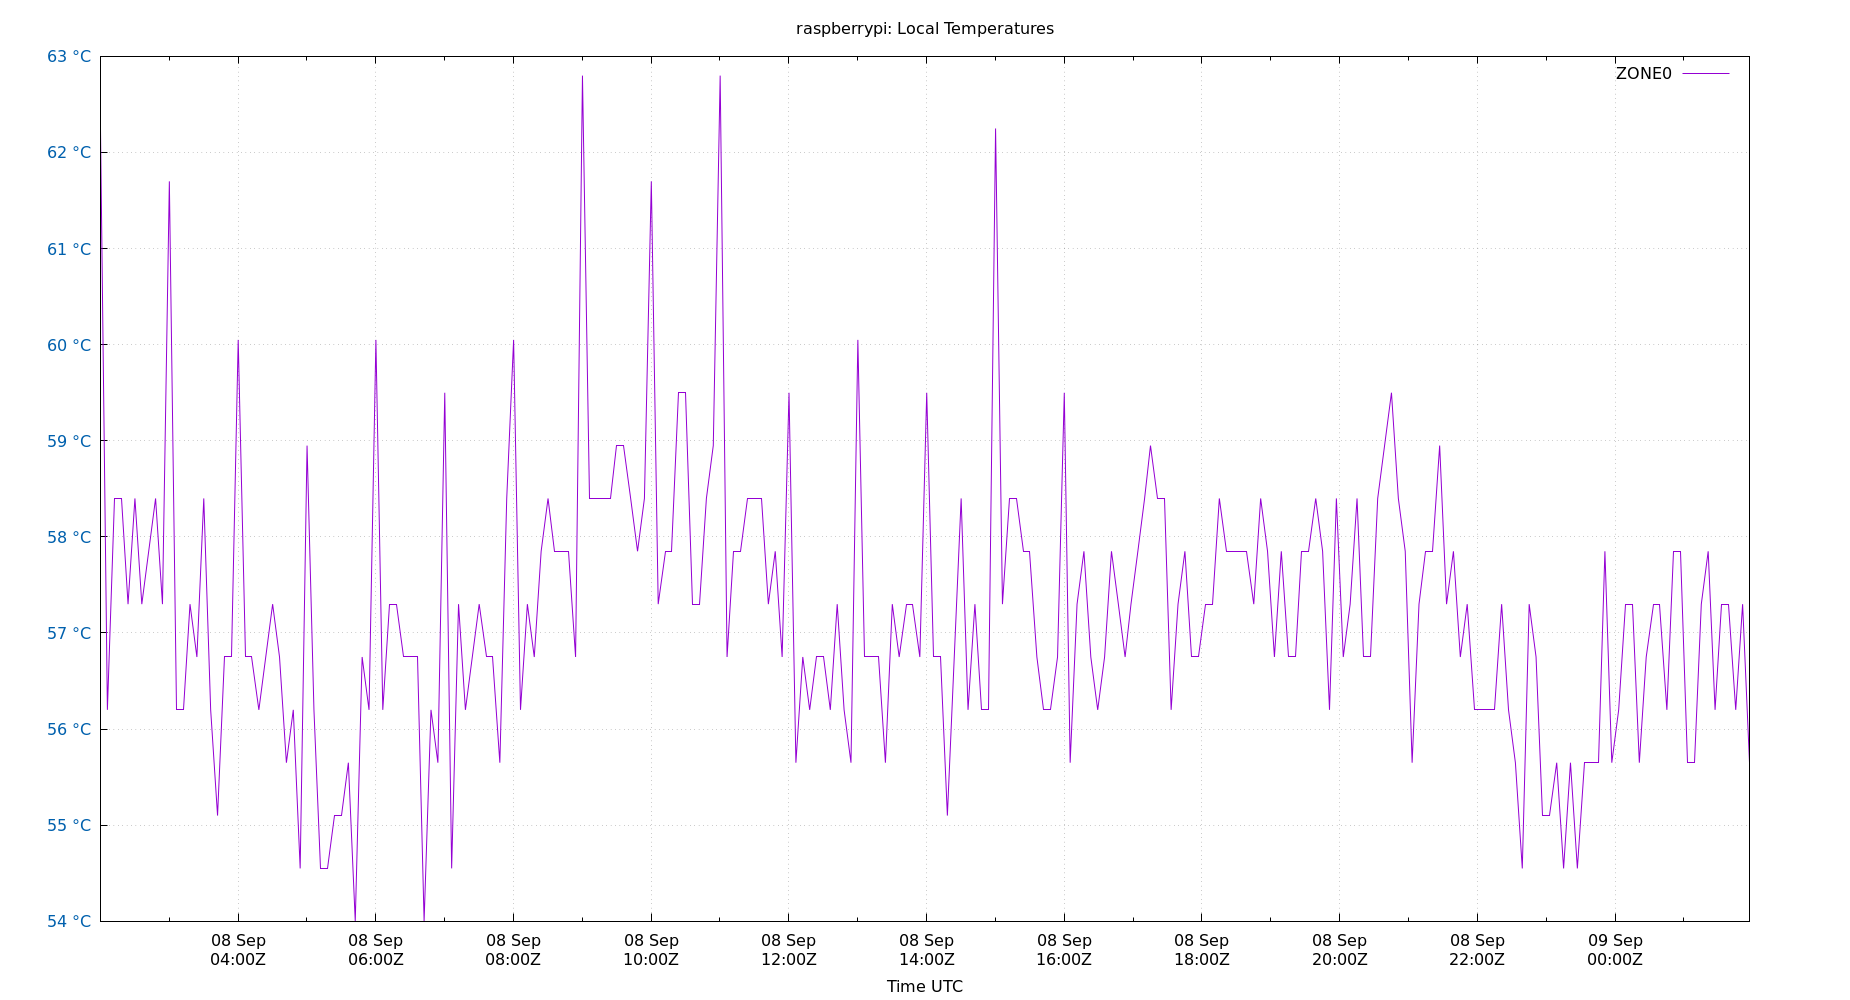 raspberrypi: Local Temperatures
63 °C
62 °C
61 °C
60 °C
59 °C
58 °C
57 °C
56 °C
55 °C
54 °C
ZONE0
08 Sep
04:00Z
08 Sep
06:00Z
08 Sep
08:00Z
08 Sep
10:00Z
08 Sep
12:00Z
08 Sep
14:00Z
08 Sep
16:00Z
08 Sep
18:00Z
08 Sep
20:00Z
08 Sep
22:00Z
09 Sep
00:00Z
Time UTC